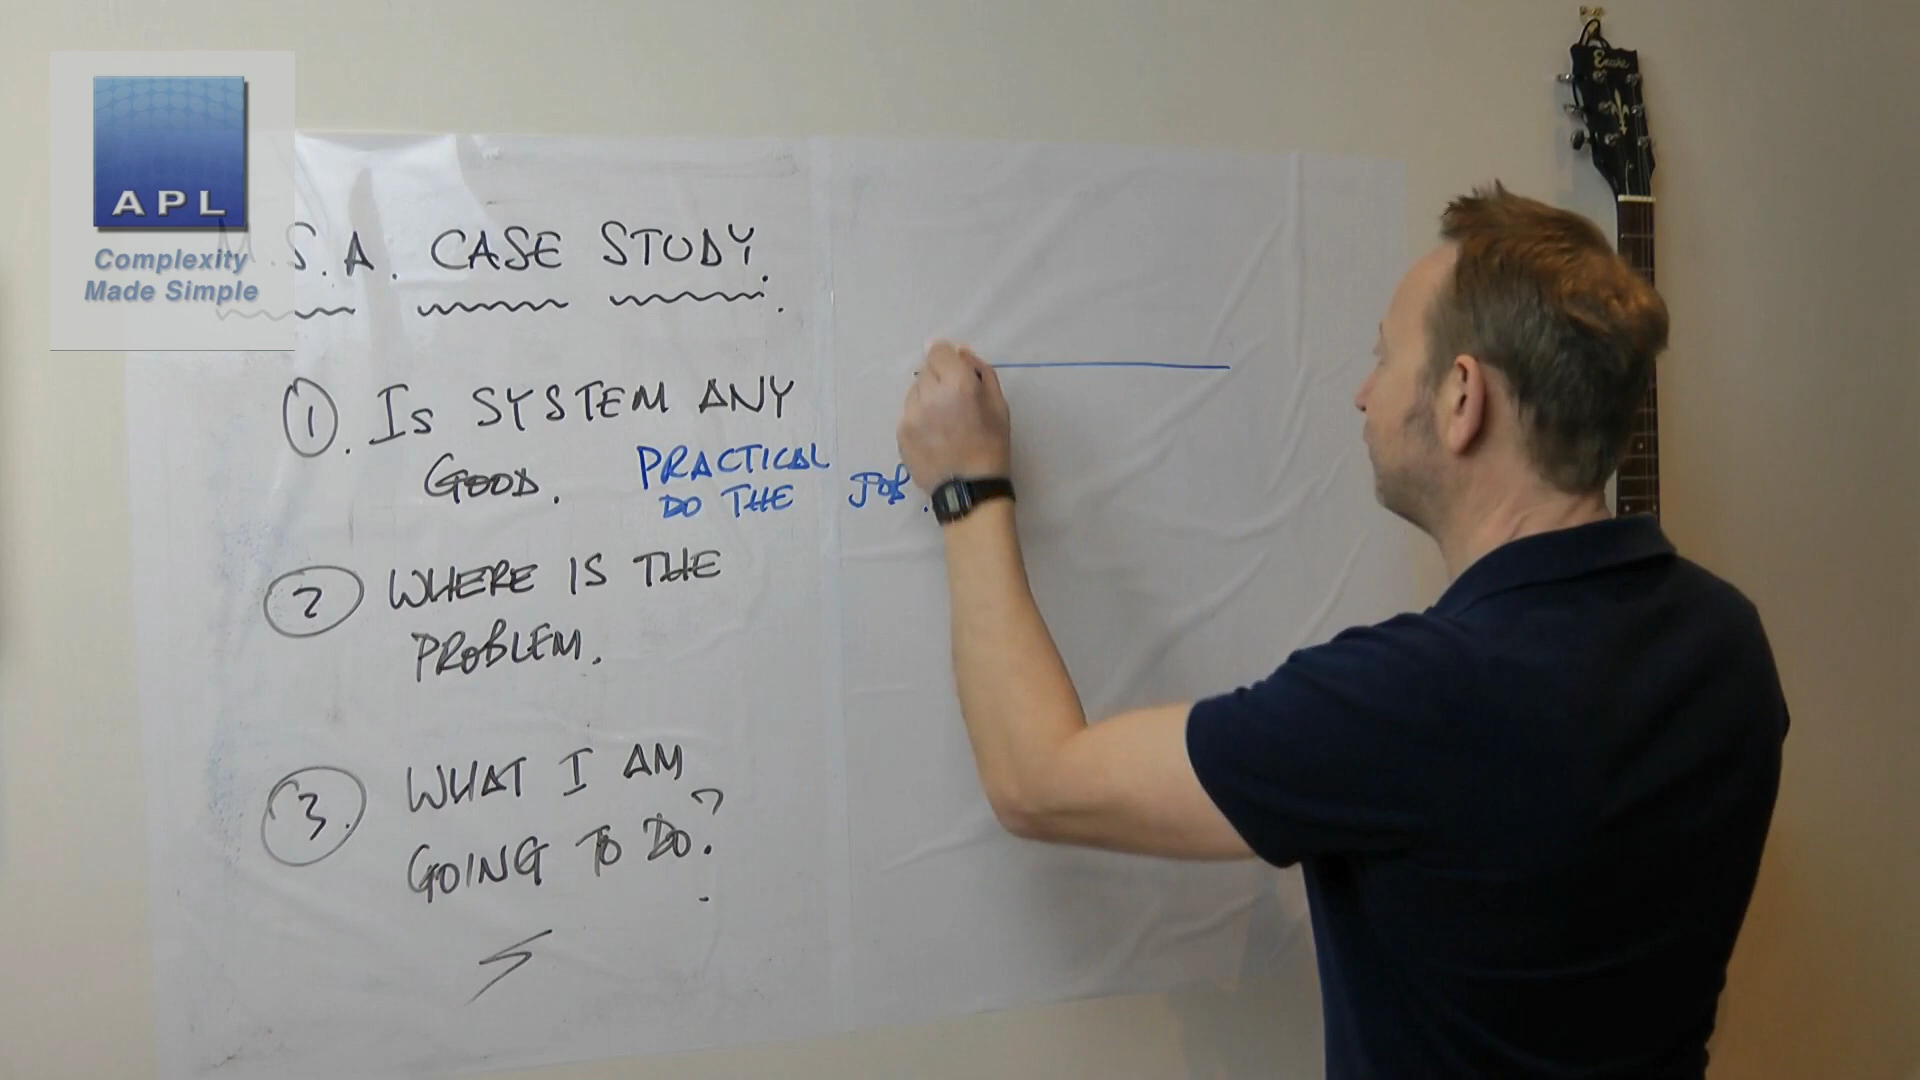 APL
Complexity
Made Simple
M.S.A. CASE STUDY.
1. Is SYSTEM ANY
GOOD.
PRACTICAL
DO THE JOB.
2 WHERE IS THE
PROBLEM.
3. WHAT I AM
GOING TO DO?